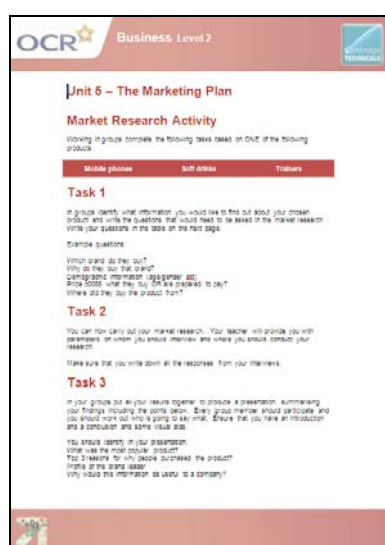 OCR
Business Level 2
Cambridge
TECHNICALS
Unit 5 – The Marketing Plan
Market Research Activity
Working in groups complete the following tasks based on ONE of the following
products:
Mobile phones Soft drinks Trainers
Task 1
In groups identify what information you would like to find out about your chosen
product and write the questions that would need to be asked in the market research.
Write your questions in the table on the next page.
Example questions:
Which brand do they buy?
Why do they buy that brand?
Demographic information (age/gender
Price what they buy OR are prepared to pay?
Where did they buy the product from?
Task 2
You can now carry out your market research. Your teacher will provide you with
parameters on whom you should interview and where you should conduct your
research.
Make sure that you write down all the responses from your interviews.
Task 3
In your groups put all your results together to produce a presentation summarising
your findings including the points below. Every group member should participate and
you should work out who is going to say what. Ensure that you have an introduction
and a conclusion and some visual aids.
You should identify in your presentation:
What was the most popular product?
Top reasons for why people purchased the product?
Profile of the brand leader
Why would this information be useful to a company?